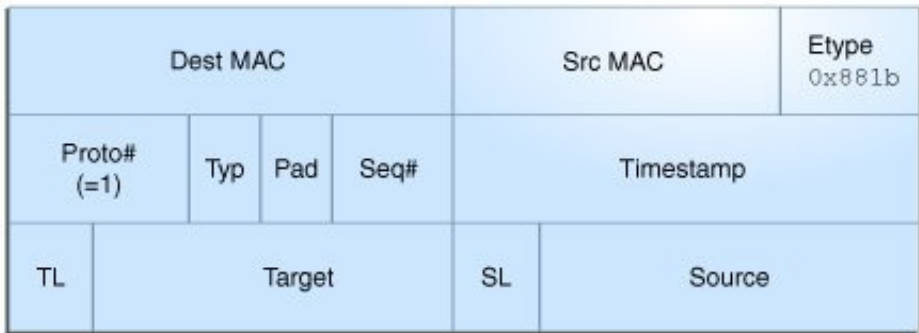 Dest MAC
Src MAC
Etype
0x881b
Proto#
(=1)
Typ
Pad
Seq#
Timestamp
TL
Target
SL
Source